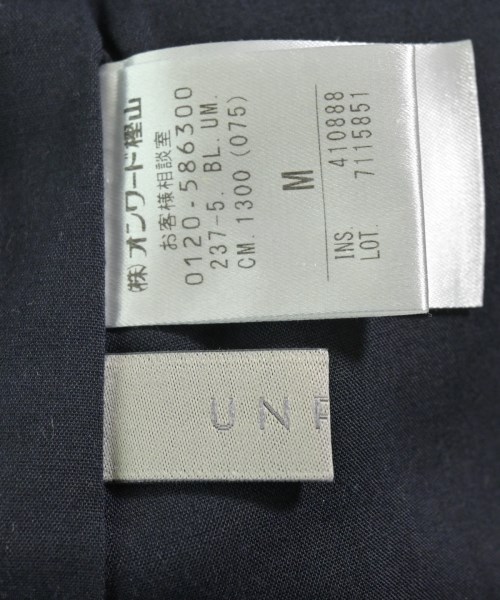 ㈱オンワード樫山
お客様相談室
0120-586300
237-5. BL. UM.
CM. 1300 (075)
M
INS. 410888
LOT. 7115851
UN